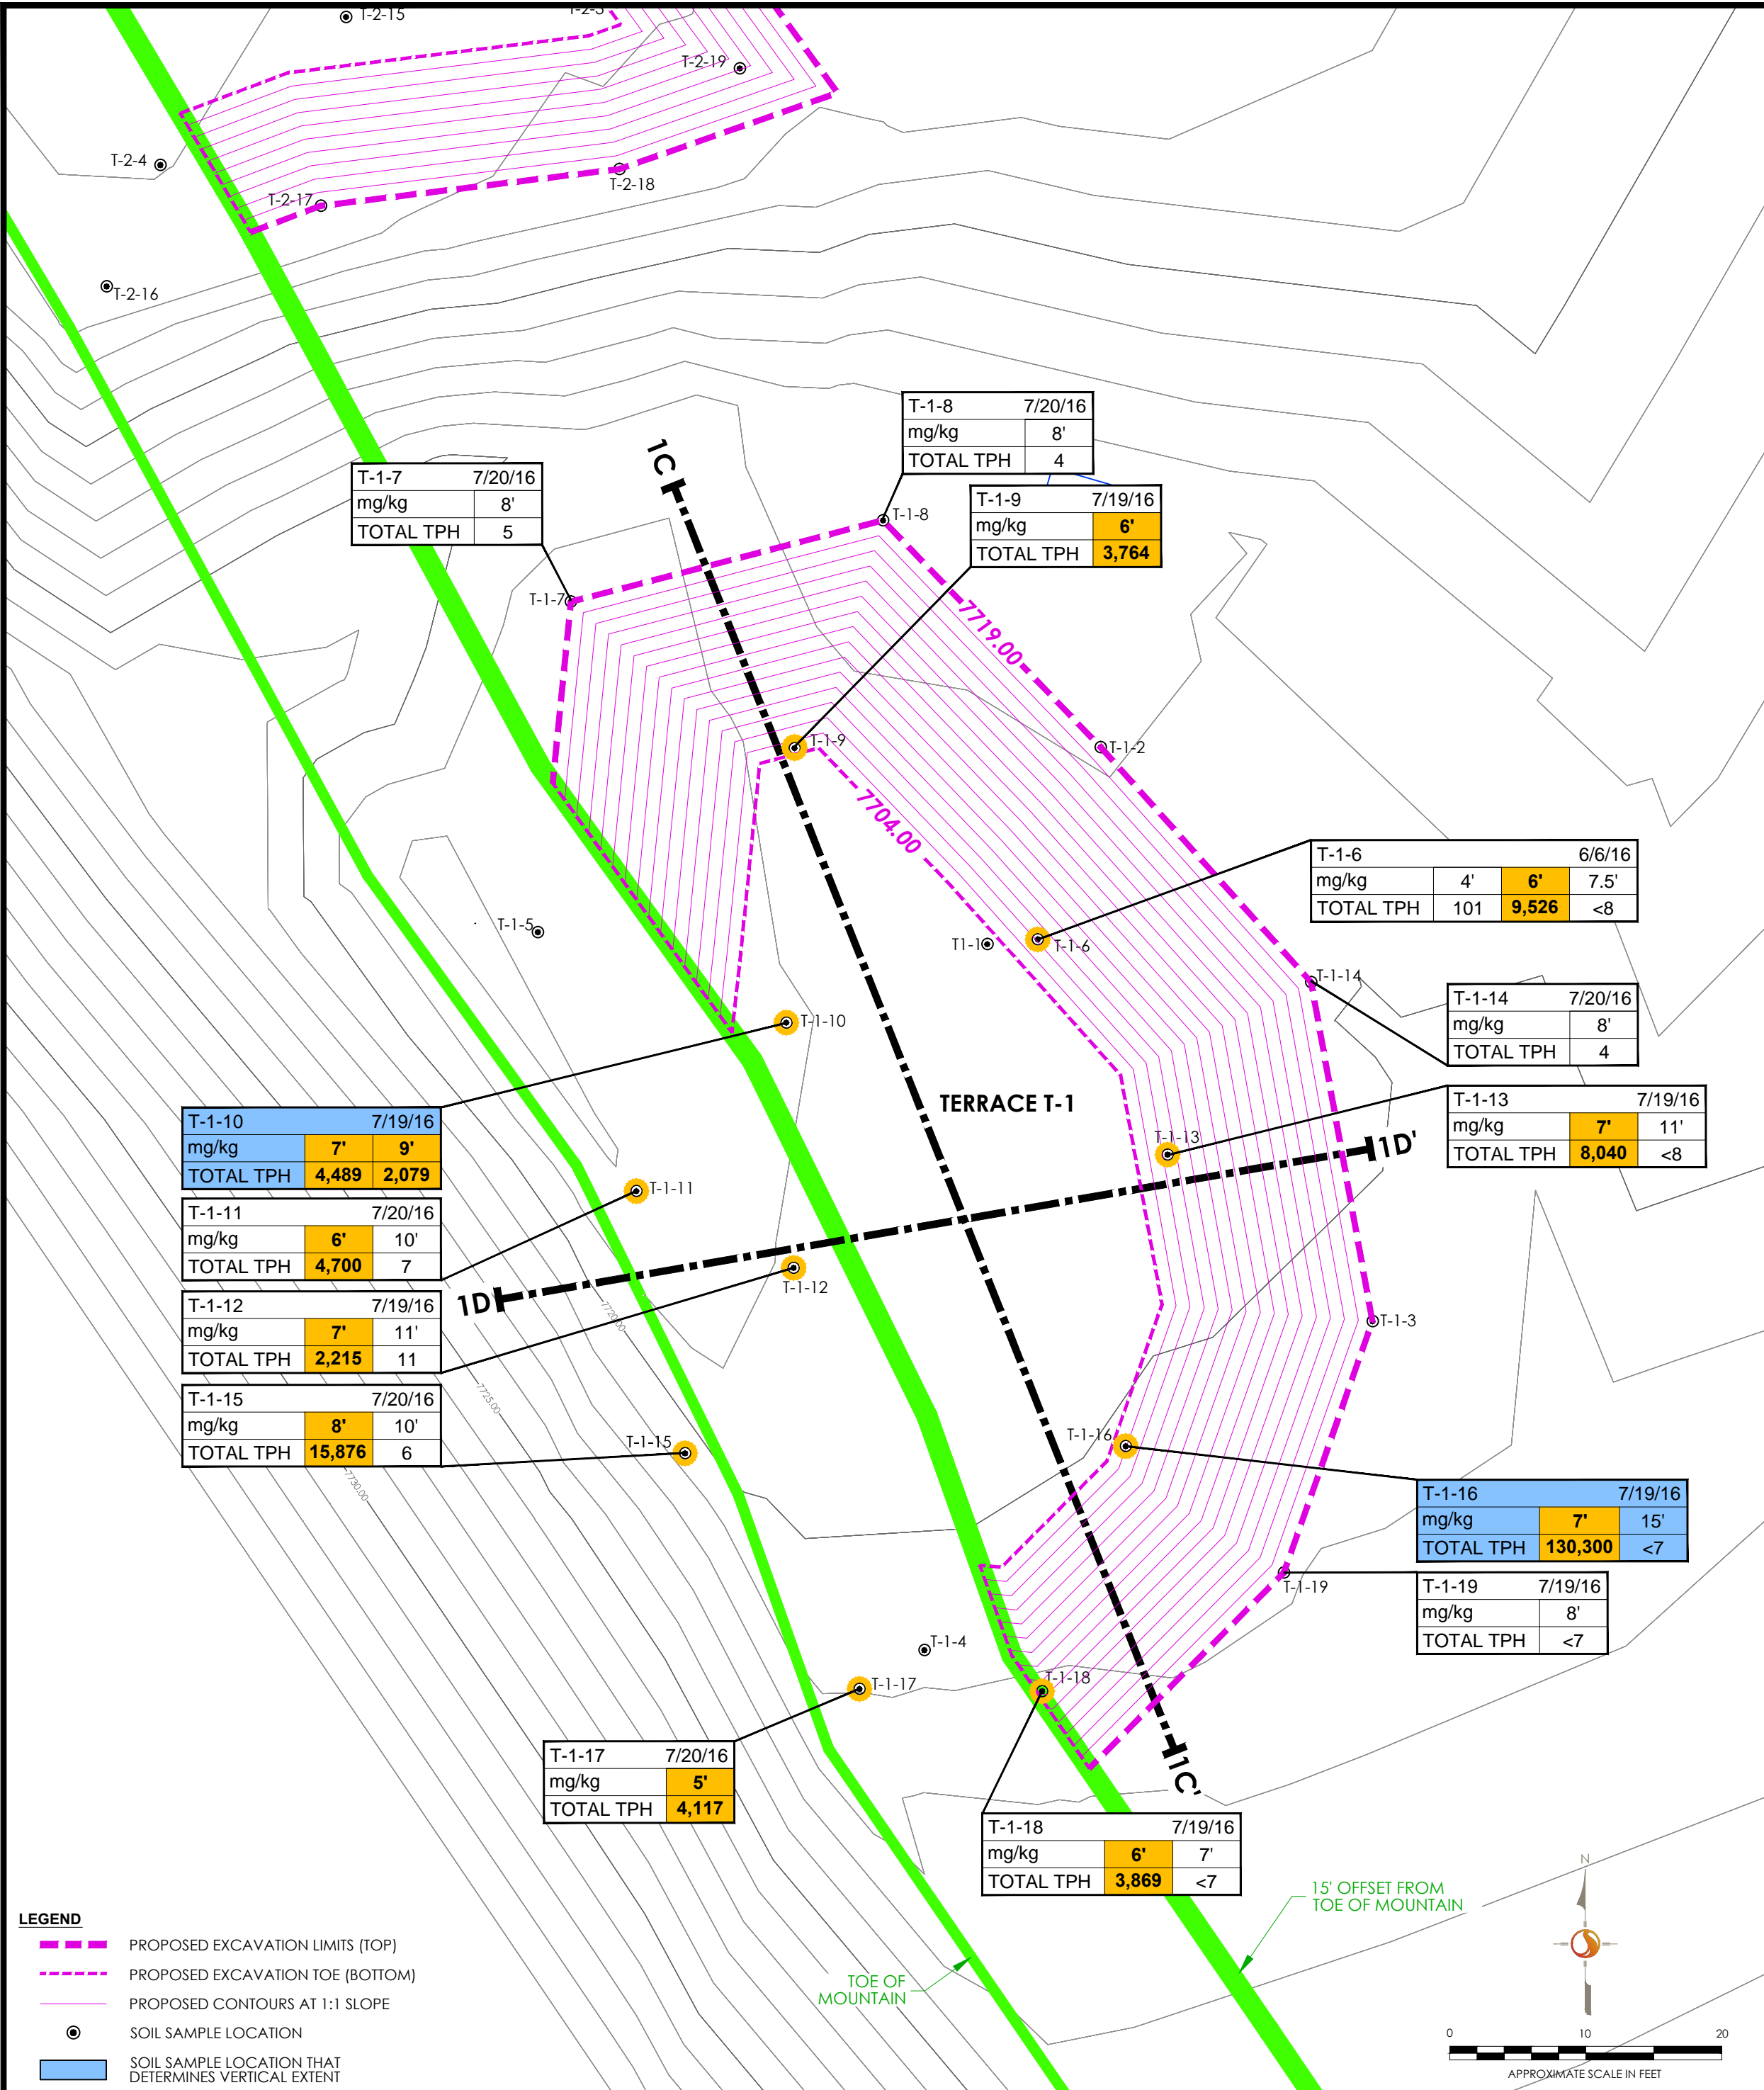 T-2-15
T-2-19
T-2-4
T-2-18
T-2-17
T-2-16
T-1-8 7/20/16
mg/kg 8'
TOTAL TPH 4
1C
T-1-7 7/20/16
mg/kg 8'
TOTAL TPH 5
T-1-9 7/19/16
mg/kg 6'
TOTAL TPH 3,764
T-1-8
T-1-7
7719.00
T-1-9
T-1-2
7704.00
T-1-6 6/6/16
mg/kg 4' 6' 7.5'
TOTAL TPH 101 9,526 <8
T-1-5
T1-1
T-1-6
T-1-14
T-1-14 7/20/16
mg/kg 8'
TOTAL TPH 4
T-1-10
TERRACE T-1
T-1-13 7/19/16
mg/kg 7' 11'
TOTAL TPH 8,040 <8
T-1-10 7/19/16
mg/kg 7' 9'
TOTAL TPH 4,489 2,079
T-1-13
1D'
T-1-11
T-1-11 7/20/16
mg/kg 6' 10'
TOTAL TPH 4,700 7
T-1-12
1D
7720.00
T-1-12 7/19/16
mg/kg 7' 11'
TOTAL TPH 2,215 11
T-1-3
7725.00
T-1-15 7/20/16
mg/kg 8' 10'
TOTAL TPH 15,876 6
T-1-15
T-1-16
7730.00
T-1-16 7/19/16
mg/kg 7' 15'
TOTAL TPH 130,300 <7
T-1-19
T-1-19 7/19/16
mg/kg 8'
TOTAL TPH <7
T-1-4
T-1-17
T-1-18
T-1-17 7/20/16
mg/kg 5'
TOTAL TPH 4,117
1C'
T-1-18 7/19/16
mg/kg 6' 7'
TOTAL TPH 3,869 <7
15' OFFSET FROM
TOE OF MOUNTAIN
N
TOE OF
MOUNTAIN
LEGEND
PROPOSED EXCAVATION LIMITS (TOP)
PROPOSED EXCAVATION TOE (BOTTOM)
PROPOSED CONTOURS AT 1:1 SLOPE
SOIL SAMPLE LOCATION
SOIL SAMPLE LOCATION THAT
DETERMINES VERTICAL EXTENT
0 10 20
APPROXIMATE SCALE IN FEET